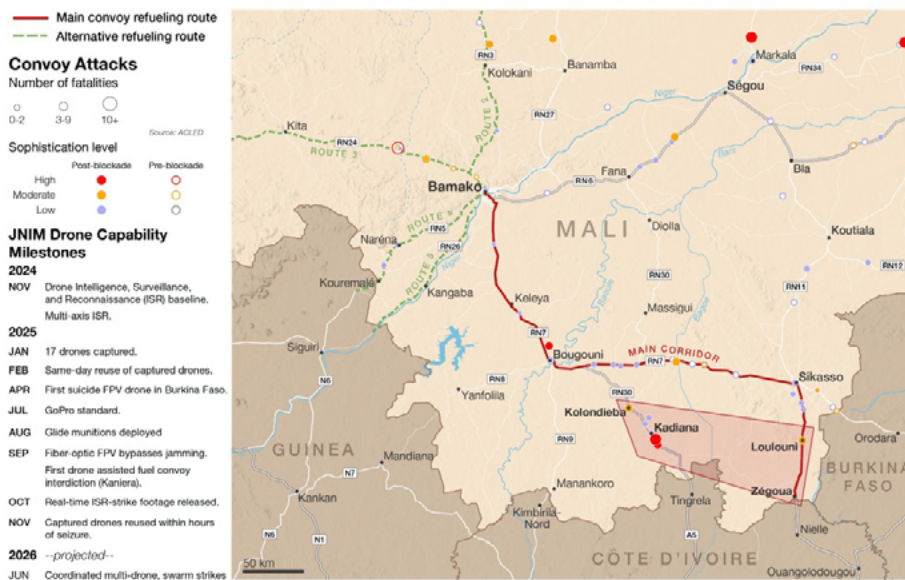 Main convoy refueling route
Alternative refueling route
Convoy Attacks
Number of fatalities
0-2
3-9
10+
Source: ACLED
Sophistication level
Post-blockade
Pre-blockade
High
Moderate
Low
JNIM Drone Capability
Milestones
2024
NOV Drone Intelligence, Surveillance,
and Reconnaissance (ISR) baseline.
Multi-axis ISR.
2025
JAN 17 drones captured.
FEB Same-day reuse of captured drones.
APR First suicide FPV drone in Burkina Faso.
JUL GoPro standard.
AUG Glide munitions deployed
SEP Fiber-optic FPV bypasses jamming.
First drone assisted fuel convoy
interdiction (Kaniera).
OCT Real-time ISR-strike footage released.
NOV Captured drones reused within hours
of seizure.
2026 --projected--
JUN Coordinated multi-drone, swarm strikes
RN3
Kolokani
Banamba
Markala
RN34
Ségou
Niger
RN27
Kita
RN24
ROUTE 3
ROUTE 2
Bamako
RN6
Fana
Bani
Bla
MALI
Diolla
Koutiala
ROUTE 4
RN5
RN26
Naréna
Niger
ROUTE 5
Kouremalé
Kangaba
RN30
RN12
RN11
Keleya
Massigui
Siguiri
RN7
Bougouni
MAIN CORRIDOR
RN7
Sikasso
N6
Yanfolila
RN8
RN30
Kolondieba
Kadiana
Loulouni
Orodara
RN9
GUINEA
Mandiana
BURKINA
FASO
N7
Kankan
Manankoro
Tingrela
Zégoua
Kimbirila-
Nord
Nielle
N6
N1
A5
CÔTE D'IVOIRE
Ouangolodougou
50 km